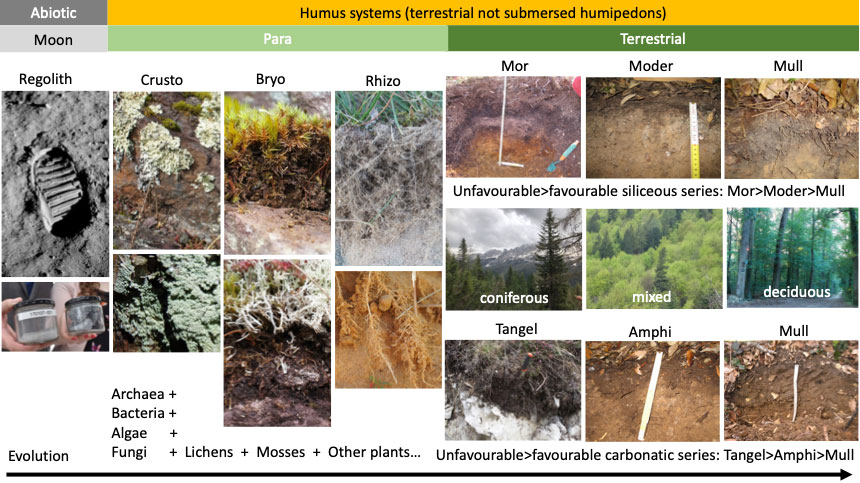 Abiotic
Humus systems (terrestrial not submersed humipedons)
Moon
Para
Terrestrial
Regolith
Crusto
Bryo
Rhizo
Mor
Moder
Mull
Unfavourable>favourable siliceous series: Mor>Moder>Mull
coniferous
mixed
deciduous
Tangel
Amphi
Mull
Archaea +
Bacteria +
Algae +
Fungi + Lichens + Mosses + Other plants...
Unfavourable>favourable carbonatic series: Tangel>Amphi>Mull
Evolution